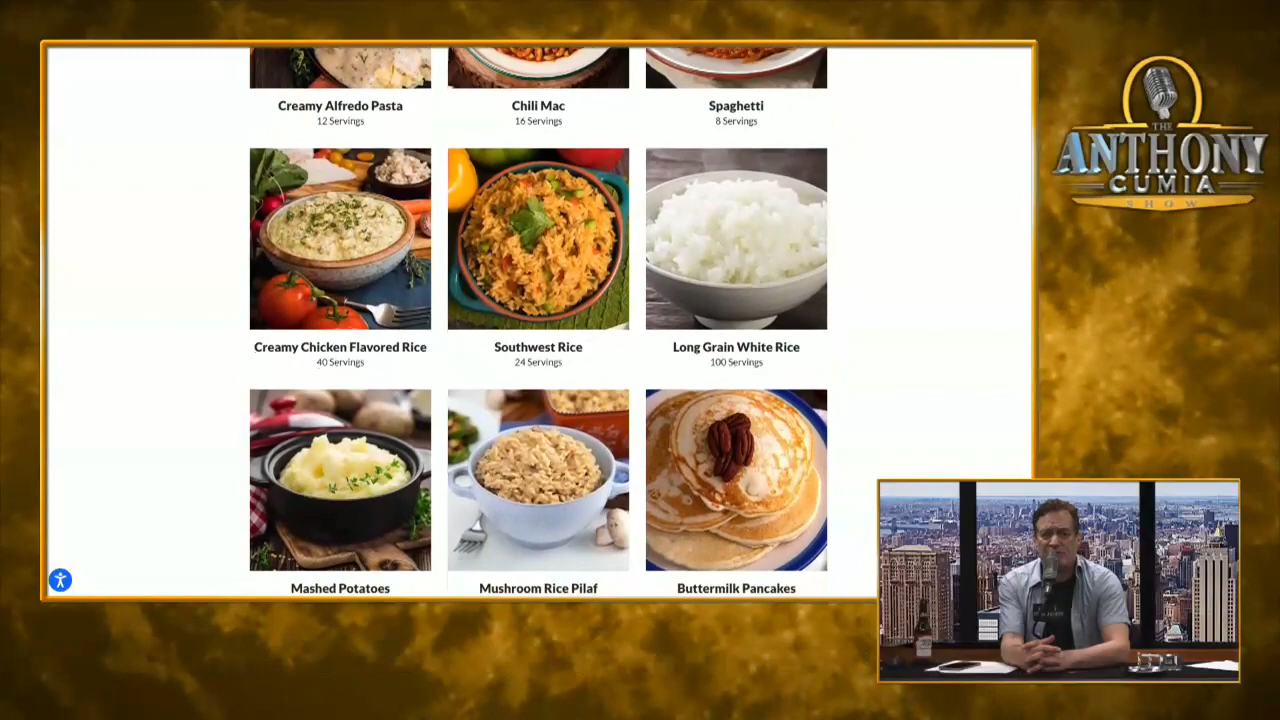 Creamy Alfredo Pasta
12 Servings
Chili Mac
16 Servings
Spaghetti
8 Servings
THE
ANTHONY
CUMIA
SHOW
Creamy Chicken Flavored Rice
40 Servings
Southwest Rice
24 Servings
Long Grain White Rice
100 Servings
Mashed Potatoes
Mushroom Rice Pilaf
Buttermilk Pancakes